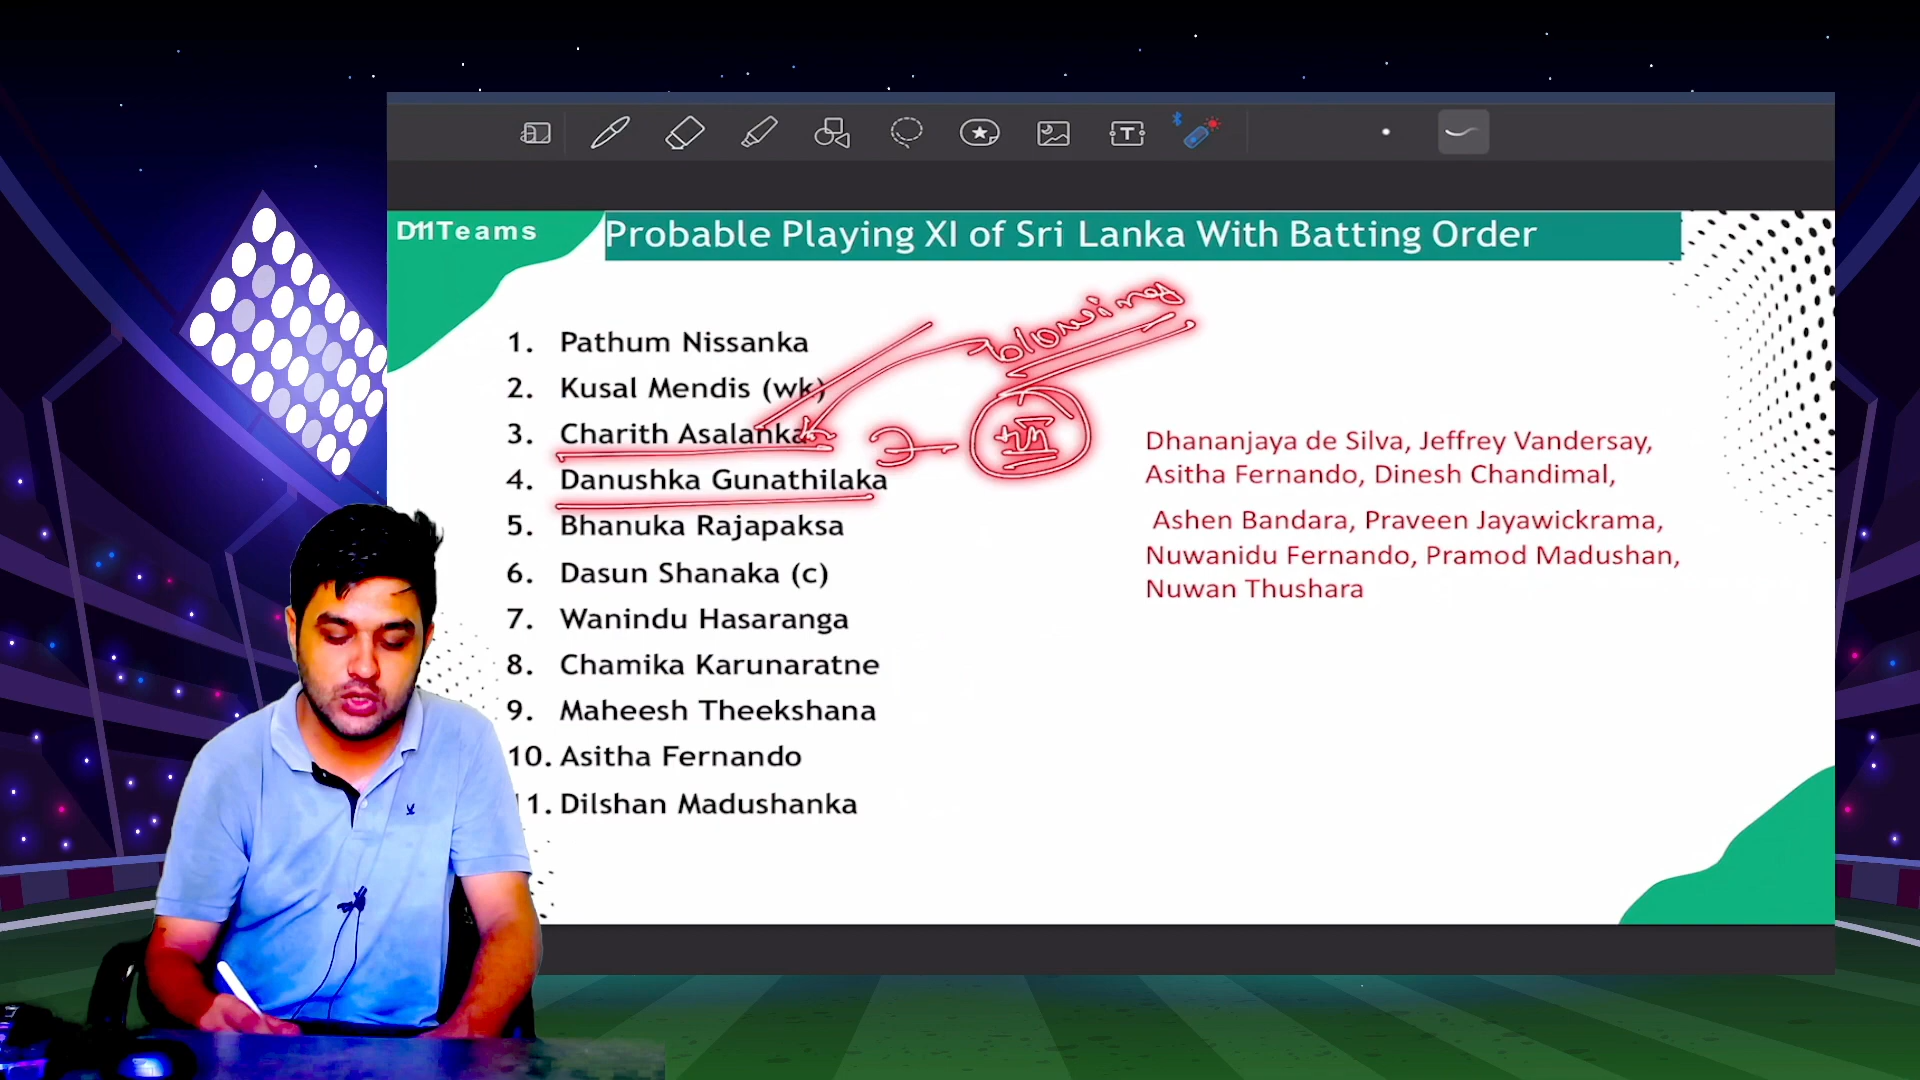 D11Teams
Probable Playing XI of Sri Lanka With Batting Order
1. Pathum Nissanka
2. Kusal Mendis (wk)
3. Charith Asalanka
4. Danushka Gunathilaka
5. Bhanuka Rajapaksa
6. Dasun Shanaka (c)
7. Wanindu Hasaranga
8. Chamika Karunaratne
9. Maheesh Theekshana
10. Asitha Fernando
11. Dilshan Madushanka
Dhananjaya de Silva, Jeffrey Vandersay,
Asitha Fernando, Dinesh Chandimal,
Ashen Bandara, Praveen Jayawickrama,
Nuwanidu Fernando, Pramod Madushan,
Nuwan Thushara